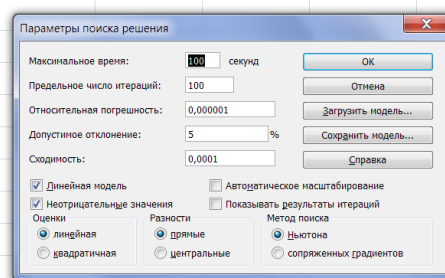 Параметры поиска решения
Максимальное время: 100 секунд OK
Предельное число итераций: 100 Отмена
Относительная погрешность: 0,000001 Загрузить модель...
Допустимое отклонение: 5 % Сохранить модель...
Сходимость: 0,0001 Справка
Линейная модель Автоматическое масштабирование
Неотрицательные значения Показывать результаты итераций
Оценки Разности Метод поиска
линейная прямые Ньютона
квадратичная центральные сопряженных градиентов